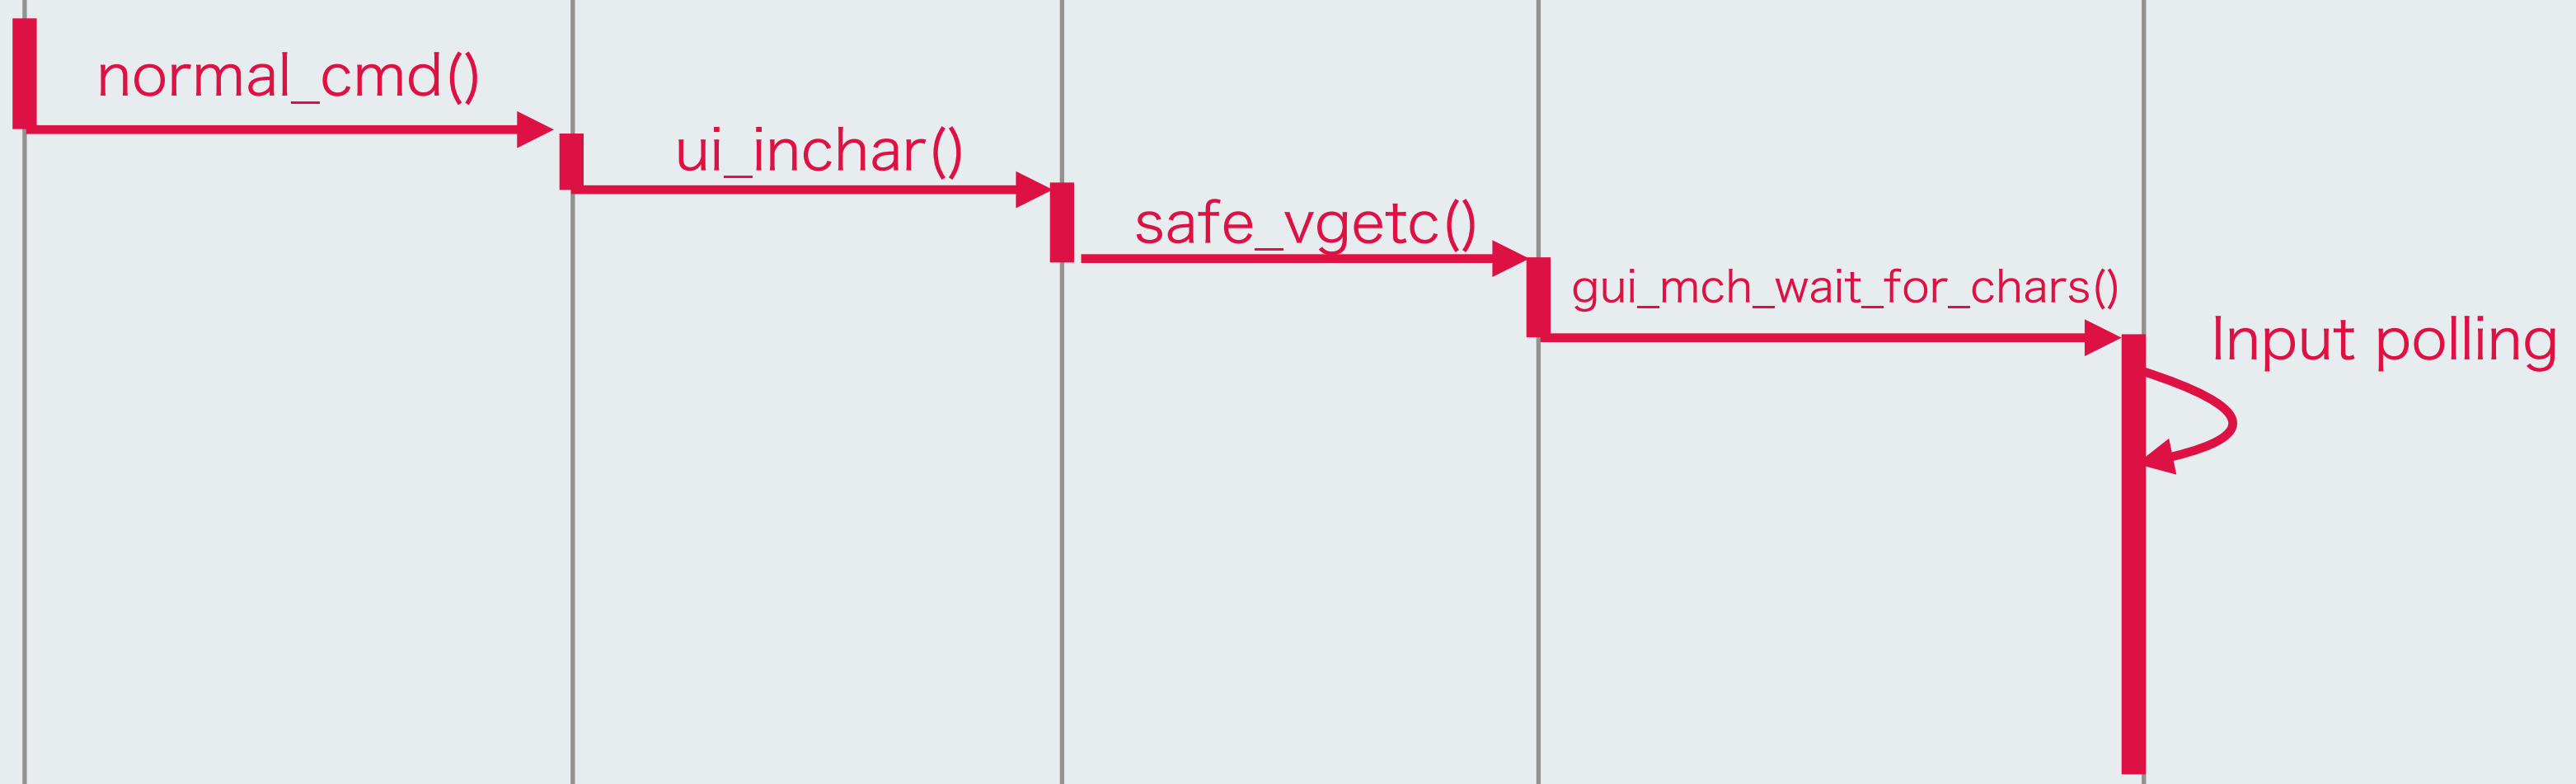 normal_cmd()
ui_inchar()
safe_vgetc()
gui_mch_wait_for_chars()
Input polling